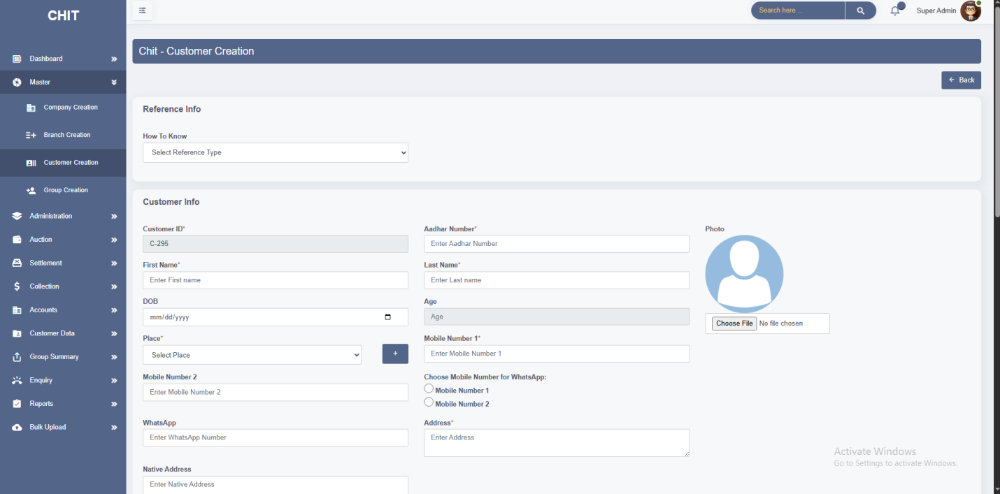 CHIT
Dashboard
Master
Company Creation
Branch Creation
Customer Creation
Group Creation
Administration
Auction
Settlement
Collection
Accounts
Customer Data
Group Summary
Enquiry
Reports
Bulk Upload
Search here ...
Super Admin
Chit - Customer Creation
Back
Reference Info
How To Know
Select Reference Type
Customer Info
Customer ID*
C-295
Aadhar Number*
Enter Aadhar Number
Photo
Choose File No file chosen
First Name*
Enter First name
Last Name*
Enter Last name
DOB
mm/dd/yyyy
Age
Age
Place*
Select Place
+
Mobile Number 1*
Enter Mobile Number 1
Mobile Number 2
Enter Mobile Number 2
Choose Mobile Number for WhatsApp:
Mobile Number 1
Mobile Number 2
WhatsApp
Enter WhatsApp Number
Address*
Enter Address
Native Address
Enter Native Address
Activate Windows
Go to Settings to activate Windows.